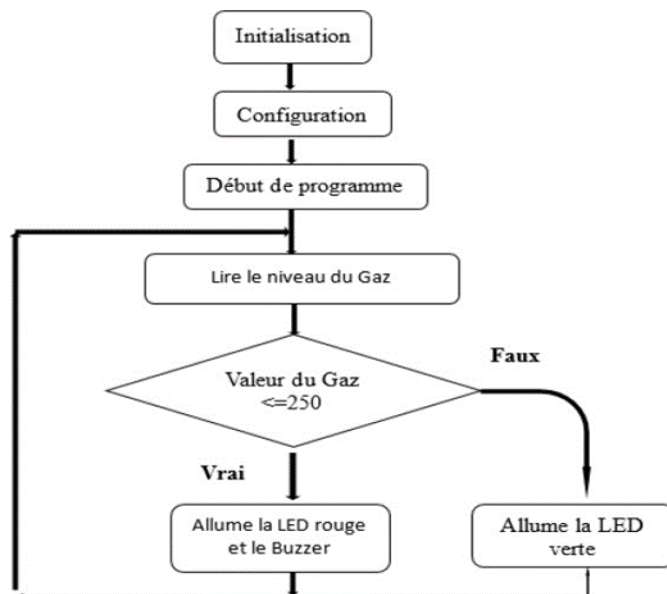 Initialisation
Configuration
Début de programme
Lire le niveau du Gaz
Valeur du Gaz
<=250
Faux
Vrai
Allume la LED rouge
et le Buzzer
Allume la LED
verte